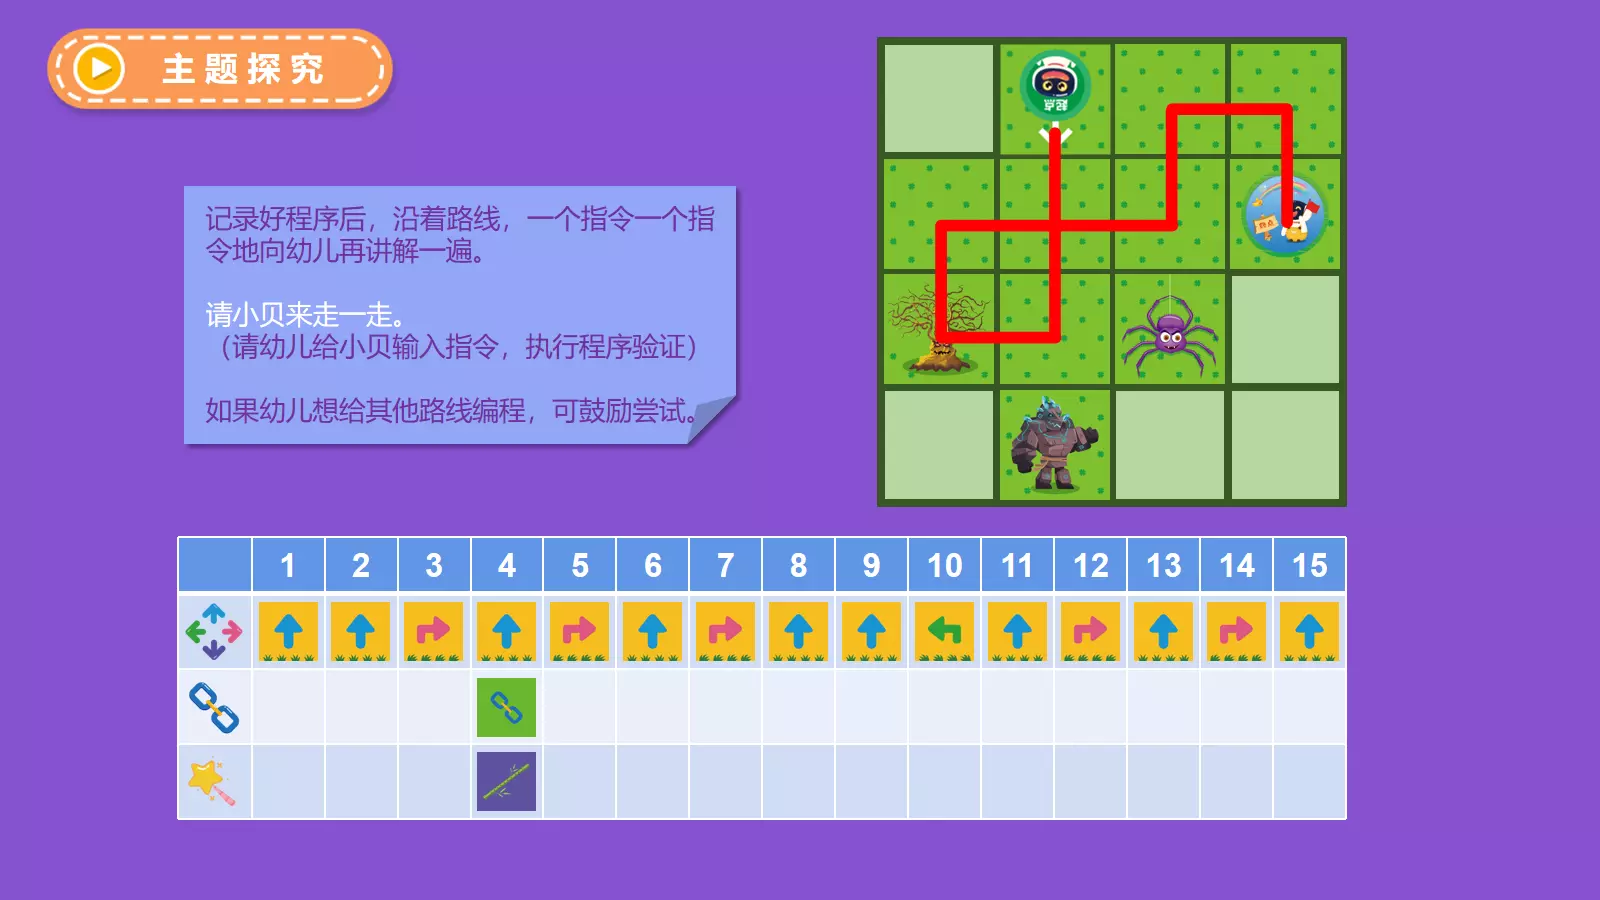 主题探究
起点
记录好程序后，沿着路线，一个指令一个指
令地向幼儿再讲解一遍。
请小贝来走一走。
（请幼儿给小贝输入指令，执行程序验证）
如果幼儿想给其他路线编程，可鼓励尝试。
终点
1 2 3 4 5 6 7 8 9 10 11 12 13 14 15